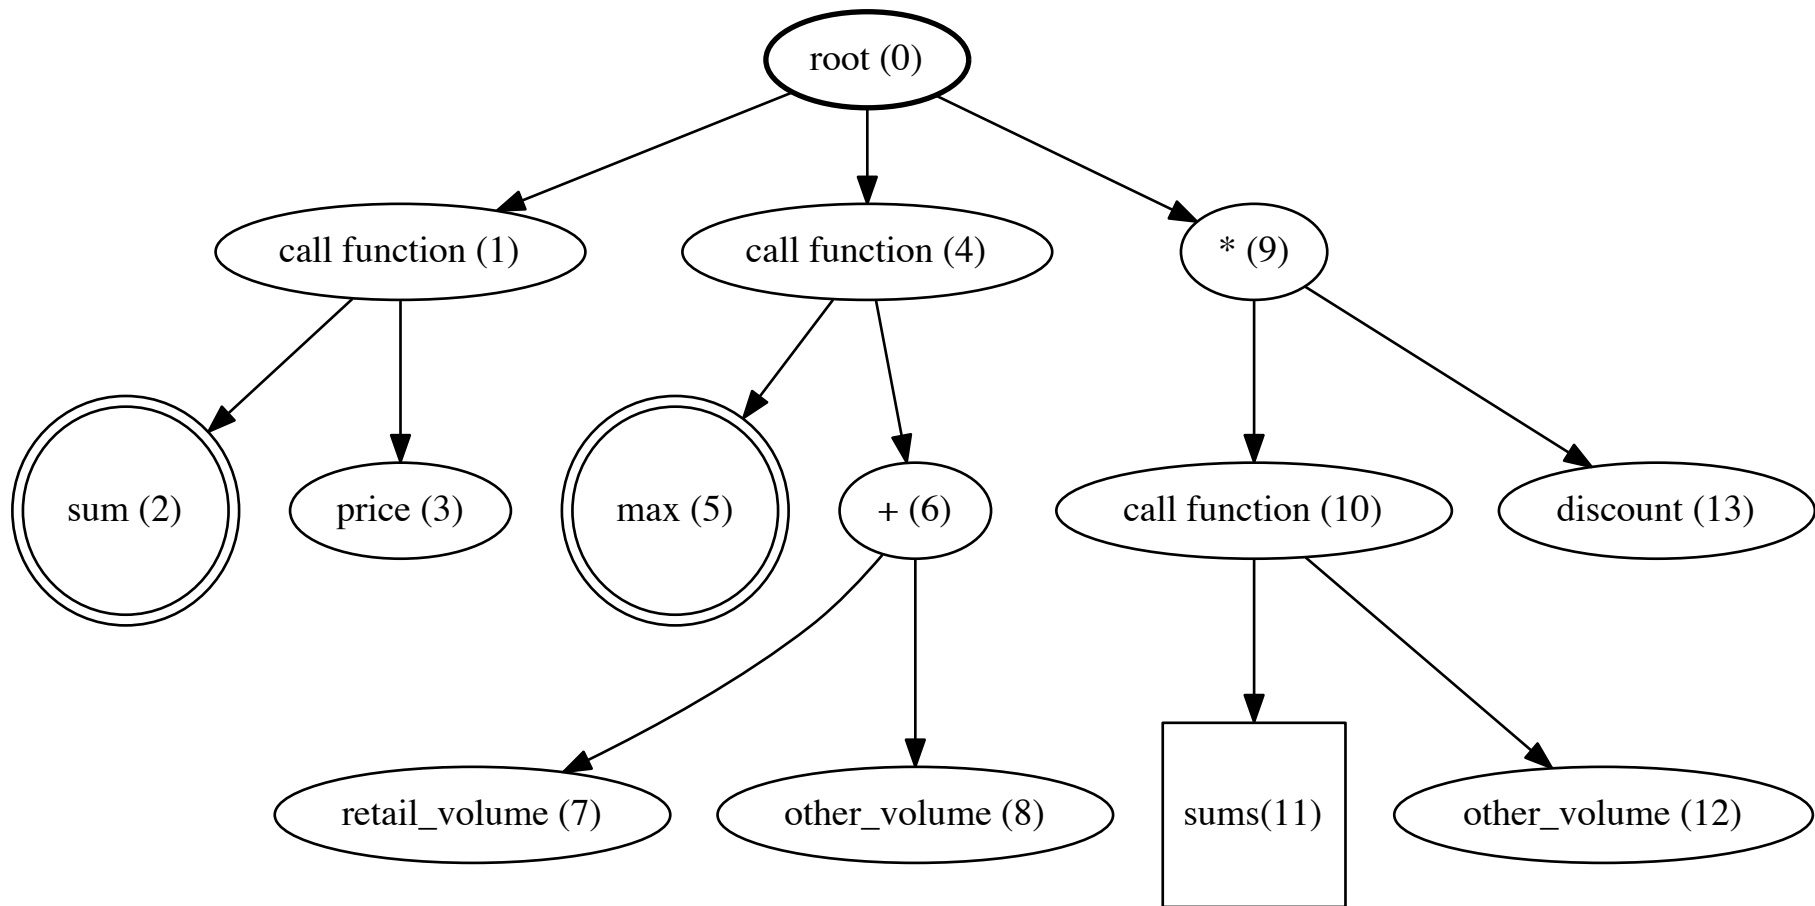 root (0)
call function (1)
call function (4)
* (9)
sum (2)
price (3)
max (5)
+ (6)
call function (10)
discount (13)
retail_volume (7)
other_volume (8)
sums(11)
other_volume (12)